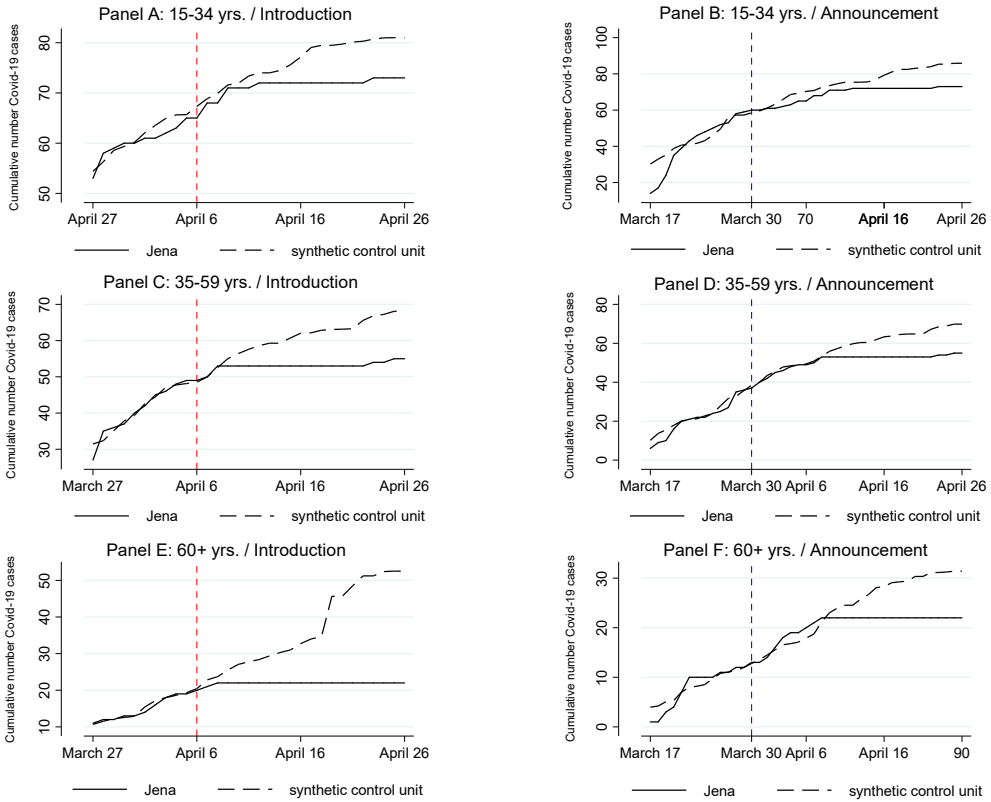 Panel A: 15-34 yrs. / Introduction
Cumulative number Covid-19 cases
80
70
60
50
April 27 April 6 April 16 April 26
Jena synthetic control unit
Panel B: 15-34 yrs. / Announcement
Cumulative number Covid-19 cases
100
80
60
40
20
March 17 March 30 70 April 16 April 26
Jena synthetic control unit
Panel C: 35-59 yrs. / Introduction
Cumulative number Covid-19 cases
70
60
50
40
30
March 27 April 6 April 16 April 26
Jena synthetic control unit
Panel D: 35-59 yrs. / Announcement
Cumulative number Covid-19 cases
80
60
40
20
0
March 17 March 30 April 6 April 16 April 26
Jena synthetic control unit
Panel E: 60+ yrs. / Introduction
Cumulative number Covid-19 cases
50
40
30
20
10
March 27 April 6 April 16 April 26
Jena synthetic control unit
Panel F: 60+ yrs. / Announcement
Cumulative number Covid-19 cases
30
20
10
0
March 17 March 30 April 6 April 16 90
Jena synthetic control unit